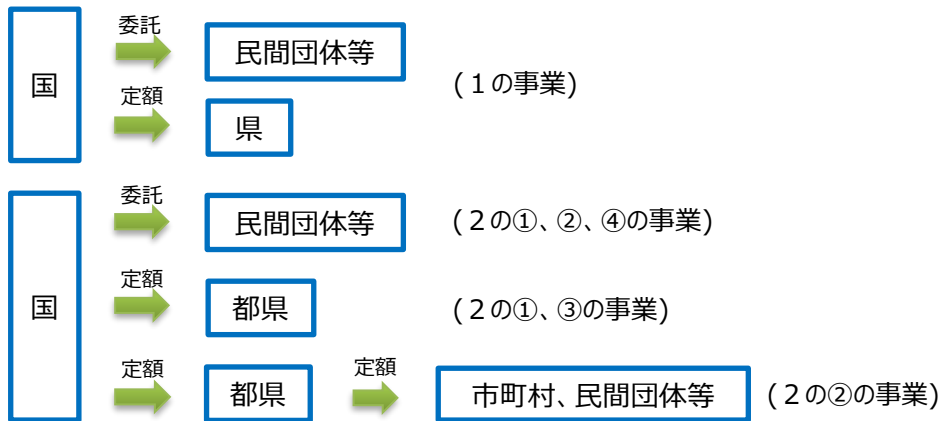 委託
民間団体等
国
(１の事業)
定額
県
委託
民間団体等
(２の①、②、④の事業)
定額
国
都県
(２の①、③の事業)
定額
都県
定額
市町村、民間団体等
(２の②の事業)